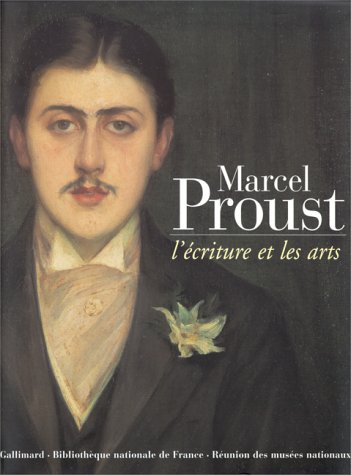 Marcel
Proust
l'écriture et les arts
Gallimard · Bibliothèque nationale de France · Réunion des musées nationaux